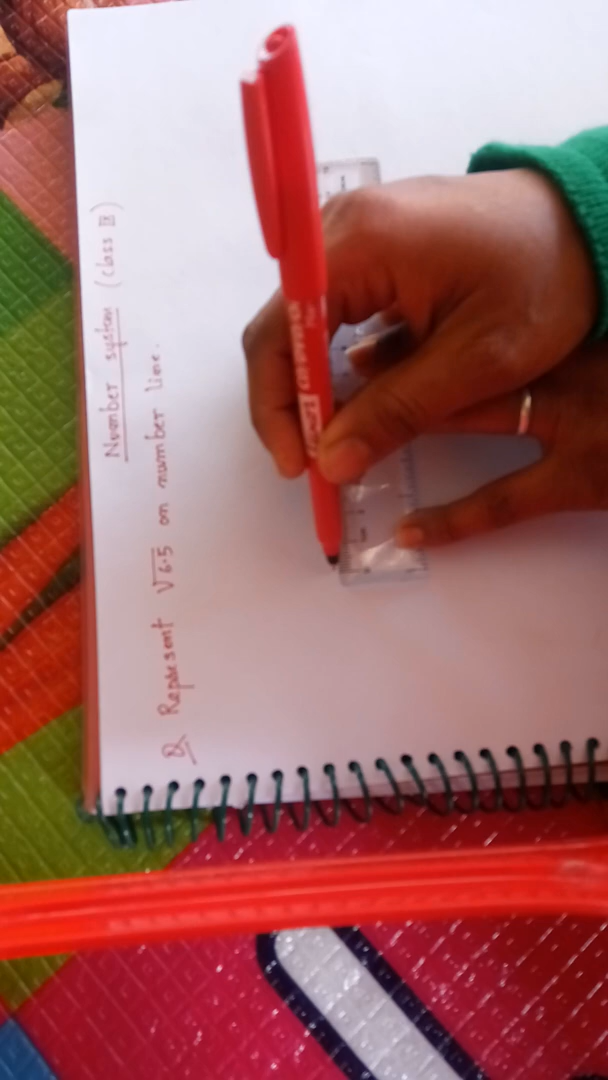 Number system (Class IX)
Q Represent √6.5 on number line.